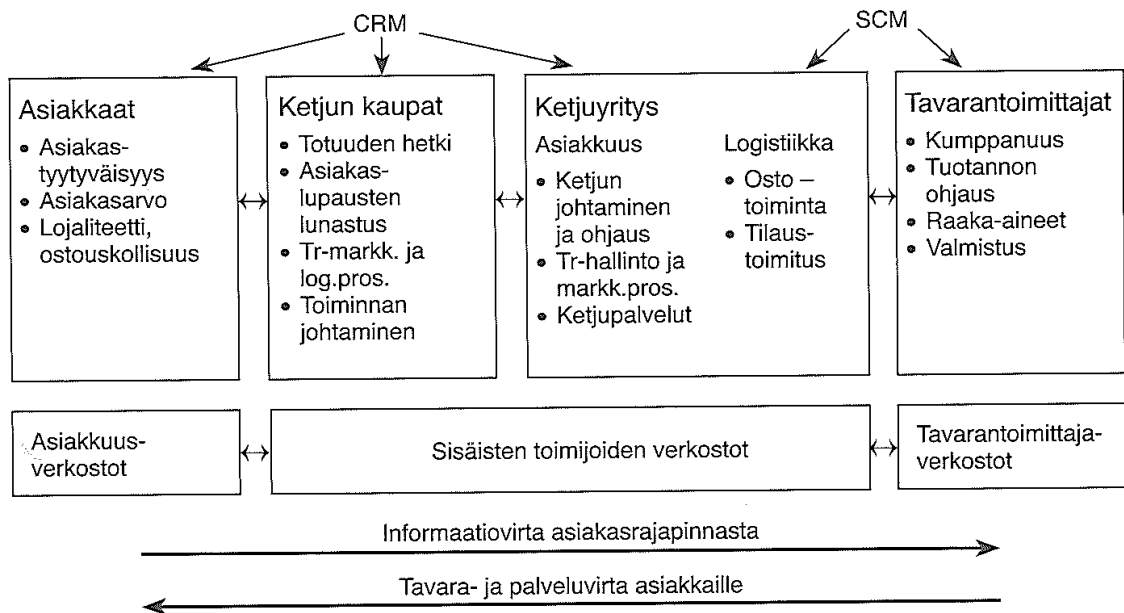 CRM
SCM
Asiakkaat
• Asiakas-
tyytyväisyys
• Asiakasarvo
• Lojaliteetti,
ostouskollisuus
Ketjun kaupat
• Totuuden hetki
• Asiakas-
lupausten
lunastus
• Tr-markk. ja
log.pros.
• Toiminnan
johtaminen
Ketjuyritys
Asiakkuus
• Ketjun
johtaminen
ja ohjaus
• Tr-hallinto ja
markk.pros.
• Ketjupalvelut
Logistiikka
• Osto –
toiminta
• Tilaus-
toimitus
Tavarantoimittajat
• Kumppanuus
• Tuotannon
ohjaus
• Raaka-aineet
• Valmistus
Asiakkuus-
verkostot
Sisäisten toimijoiden verkostot
Tavarantoimittaja-
verkostot
Informaatiovirta asiakasrajapinnasta
Tavara- ja palveluvirta asiakkaille